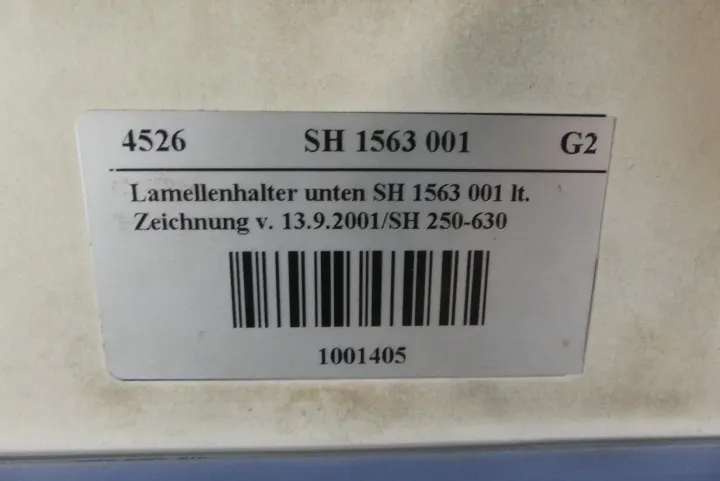 4526 SH 1563 001 G2
Lamellenhalter unten SH 1563 001 lt.
Zeichnung v. 13.9.2001/SH 250-630
1001405